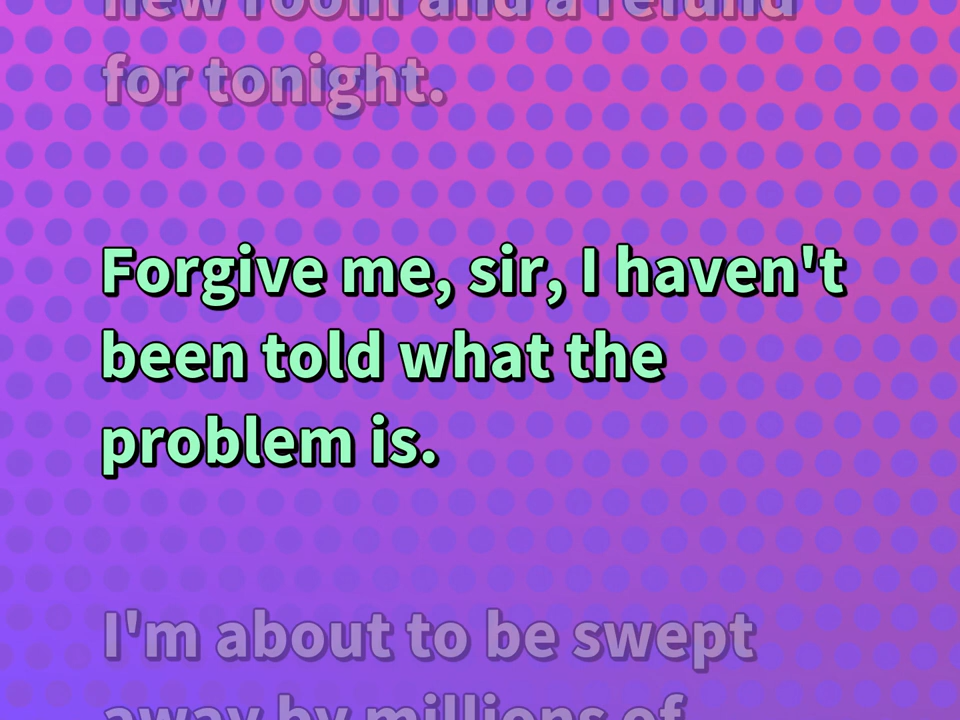 new room and a refund
for tonight.
Forgive me, sir, I haven't
been told what the
problem is.
I'm about to be swept
away by millions of